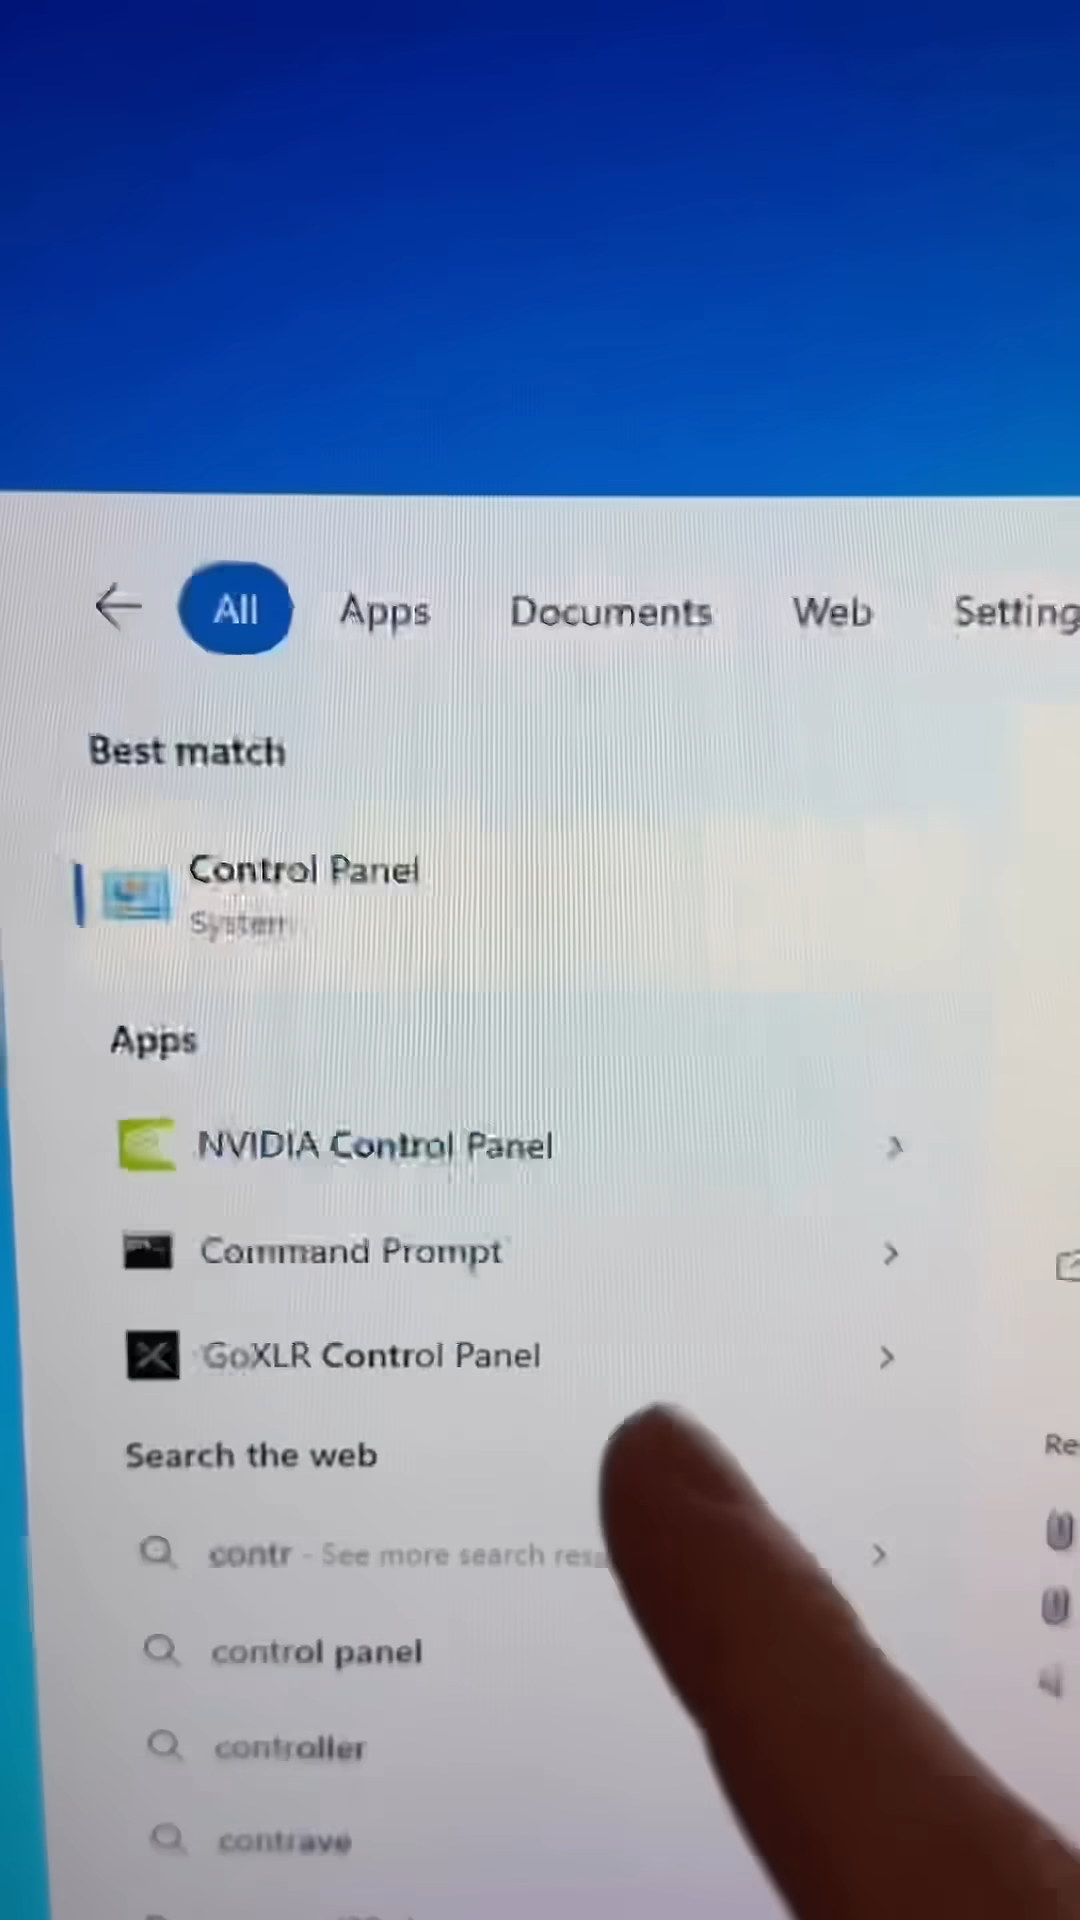 All Apps Documents Web Setting
Best match
Control Panel
System
Apps
NVIDIA Control Panel
Command Prompt
GoXLR Control Panel
Search the web
contr - See more search res
Re
control panel
controller
contrave